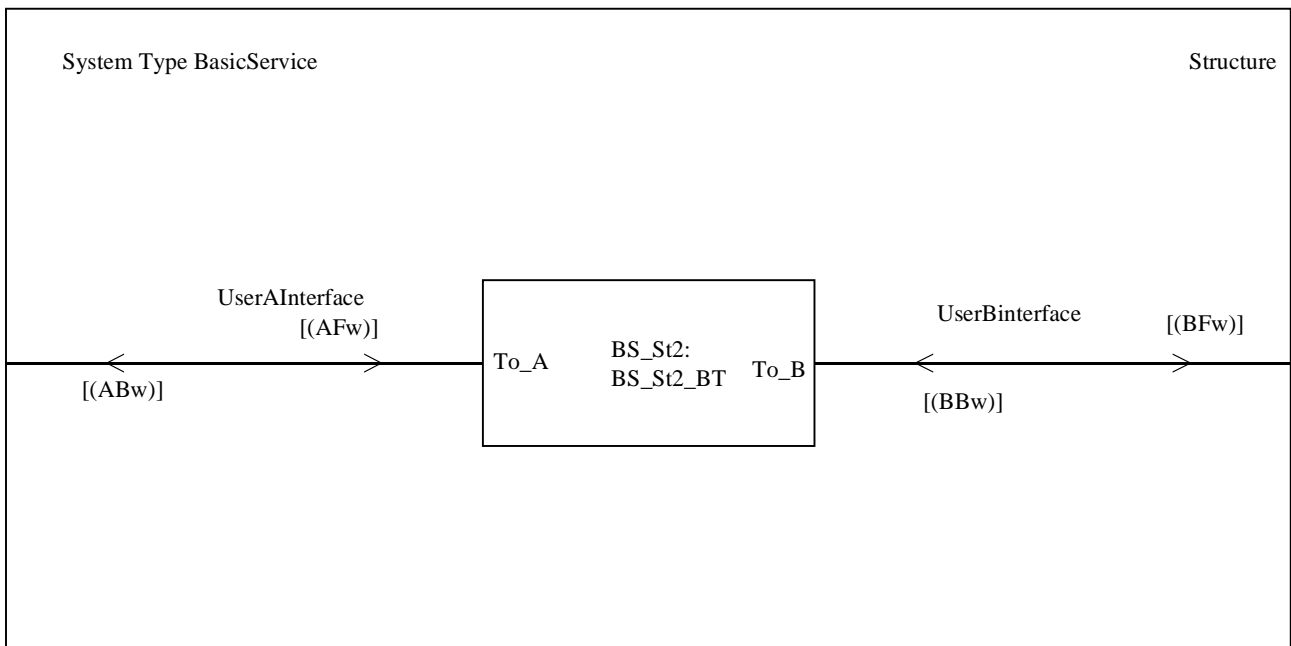 System Type BasicService
Structure
UserAInterface
[(AFw)]
[(ABw)]
To_A
BS_St2:
BS_St2_BT
To_B
UserBinterface
[(BFw)]
[(BBw)]